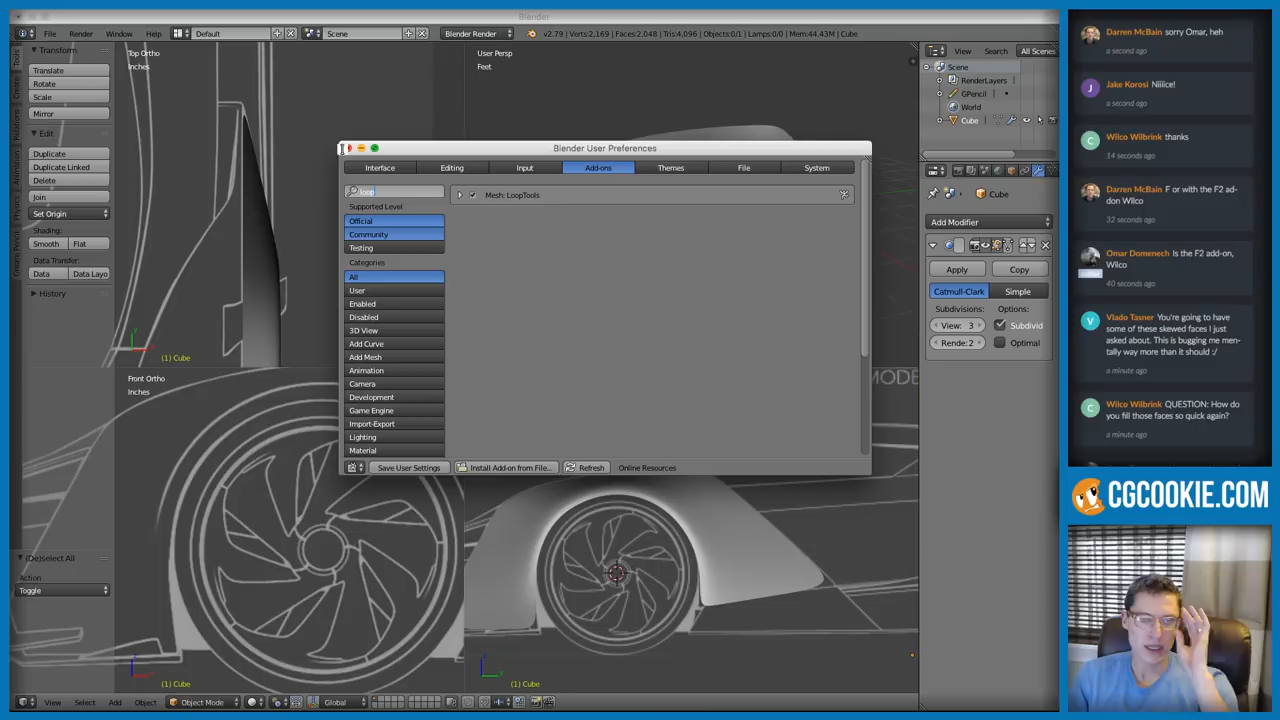 Blender
File Render Window Help Default Scene Blender Render v2.79 | Verts:2,169 | Faces:2,048 | Tris:4,096 | Objects:0/1 | Lamps:0/0 | Mem:44.43M | Cube
View Search All Scenes
Tools
Create
Relations
Animation
Physics
Grease Pencil
Transform
Translate
Rotate
Scale
Mirror
Edit
Duplicate
Duplicate Linked
Delete
Join
Set Origin
Shading:
Smooth Flat
Data Transfer:
Data Data Layo
History
(De)select All
Action
Toggle
Top Ortho
Inches
(1) Cube
User Persp
Feet
Front Ortho
Inches
(1) Cube
(1) Cube
Blender User Preferences
Interface Editing Input Add-ons Themes File System
loop
Supported Level
Official
Community
Testing
Categories
All
User
Enabled
Disabled
3D View
Add Curve
Add Mesh
Animation
Camera
Development
Game Engine
Import-Export
Lighting
Material
Mesh: LoopTools
Save User Settings Install Add-on from File... Refresh Online Resources
MODE
View Select Add Object Object Mode Global
Scene
RenderLayers
GPencil
World
Cube
Cube
Add Modifier
Apply Copy
Catmull-Clark Simple
Subdivisions: Options:
View: 3 Subdivid
Rende: 2 Optimal
Darren McBain sorry Omar, heh
a second ago
J
Jake Korosi Niiiice!
a second ago
C
Wilco Wilbrink thanks
14 seconds ago
Darren McBain F or with the F2 ad-
don Wilco
32 seconds ago
Omar Domenech Is the F2 add-on,
Wilco
40 seconds ago
V
Vlado Tasner You're going to have
some of these skewed faces I just
asked about. This is bugging me men-
tally way more than it should :/
a minute ago
C
Wilco Wilbrink QUESTION: How do
you fill those faces so quick again?
a minute ago
CGCOOKIE.COM